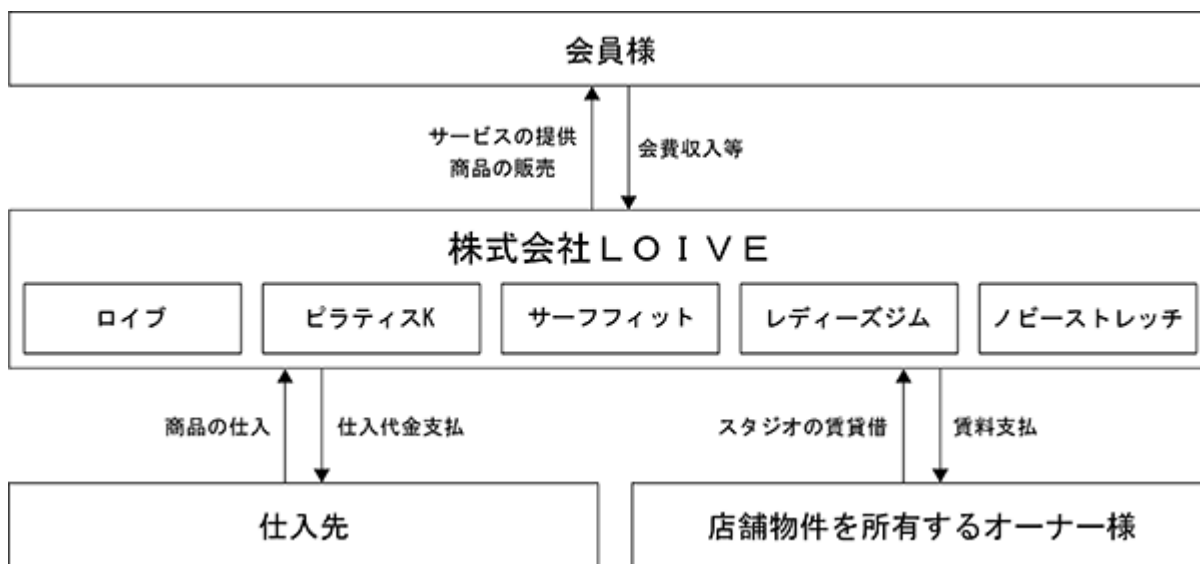 会員様
サービスの提供
商品の販売
会費収入等
株式会社ＬＯＩＶＥ
ロイブ
ピラティスK
サーフフィット
レディーズジム
ノビーストレッチ
商品の仕入
仕入代金支払
スタジオの賃貸借
賃料支払
仕入先
店舗物件を所有するオーナー様